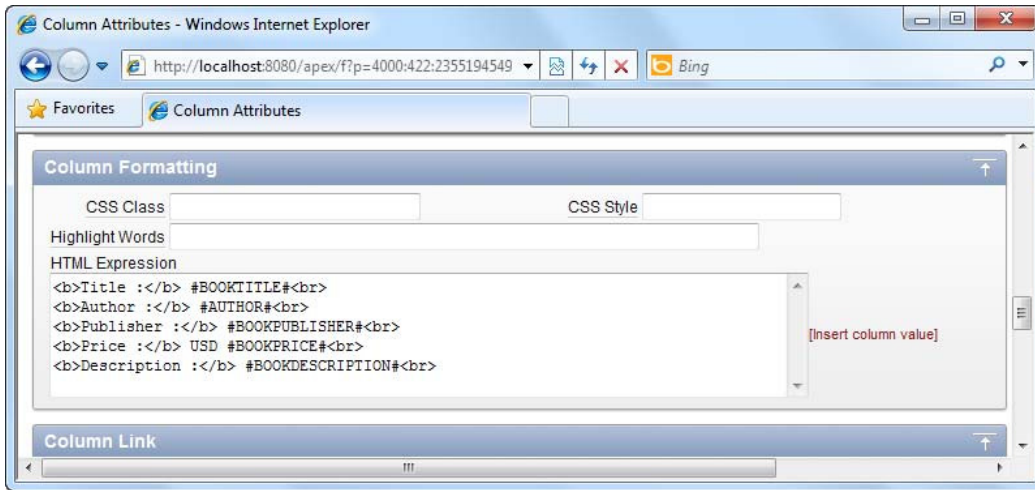 Column Attributes - Windows Internet Explorer
http://localhost:8080/apex/f?p=4000:422:2355194549
Bing
Favorites
Column Attributes
Column Formatting
CSS Class
CSS Style
Highlight Words
HTML Expression
<b>Title :</b> #BOOKTITLE#<br>
<b>Author :</b> #AUTHOR#<br>
<b>Publisher :</b> #BOOKPUBLISHER#<br>
<b>Price :</b> USD #BOOKPRICE#<br>
<b>Description :</b> #BOOKDESCRIPTION#<br>
[Insert column value]
Column Link